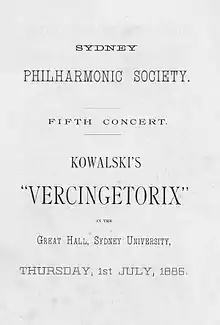 SYDNEY
PHILHARMONIC SOCIETY.
FIFTH CONCERT.
KOWALSKI'S
"VERCINGETORIX"
IN THE
GREAT HALL, SYDNEY UNIVERSITY,
THURSDAY, 1st JULY, 1886.